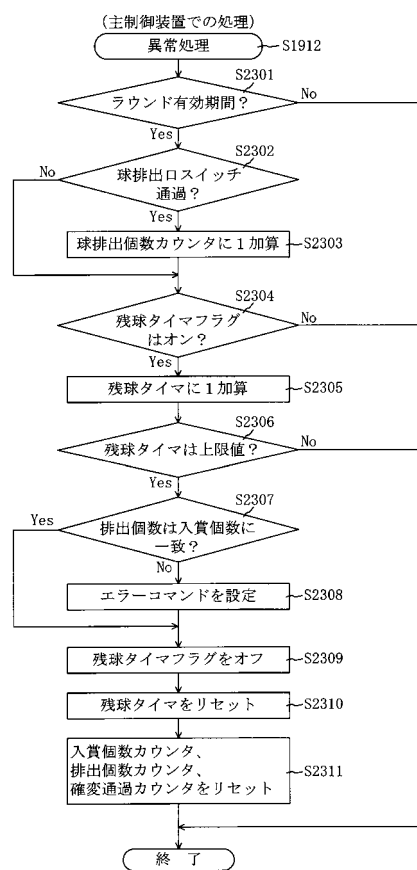 (主制御装置での処理)
異常処理
S1912
S2301
ラウンド有効期間?
No
Yes
S2302
No
球排出口スイッチ
通過?
Yes
球排出個数カウンタに1加算
S2303
S2304
残球タイマフラグ
はオン?
No
Yes
残球タイマに1加算
S2305
S2306
残球タイマは上限値?
No
Yes
S2307
Yes
排出個数は入賞個数に
一致?
No
エラーコマンドを設定
S2308
残球タイマフラグをオフ
S2309
残球タイマをリセット
S2310
入賞個数カウンタ、
排出個数カウンタ、
確変通過カウンタをリセット
S2311
終 了